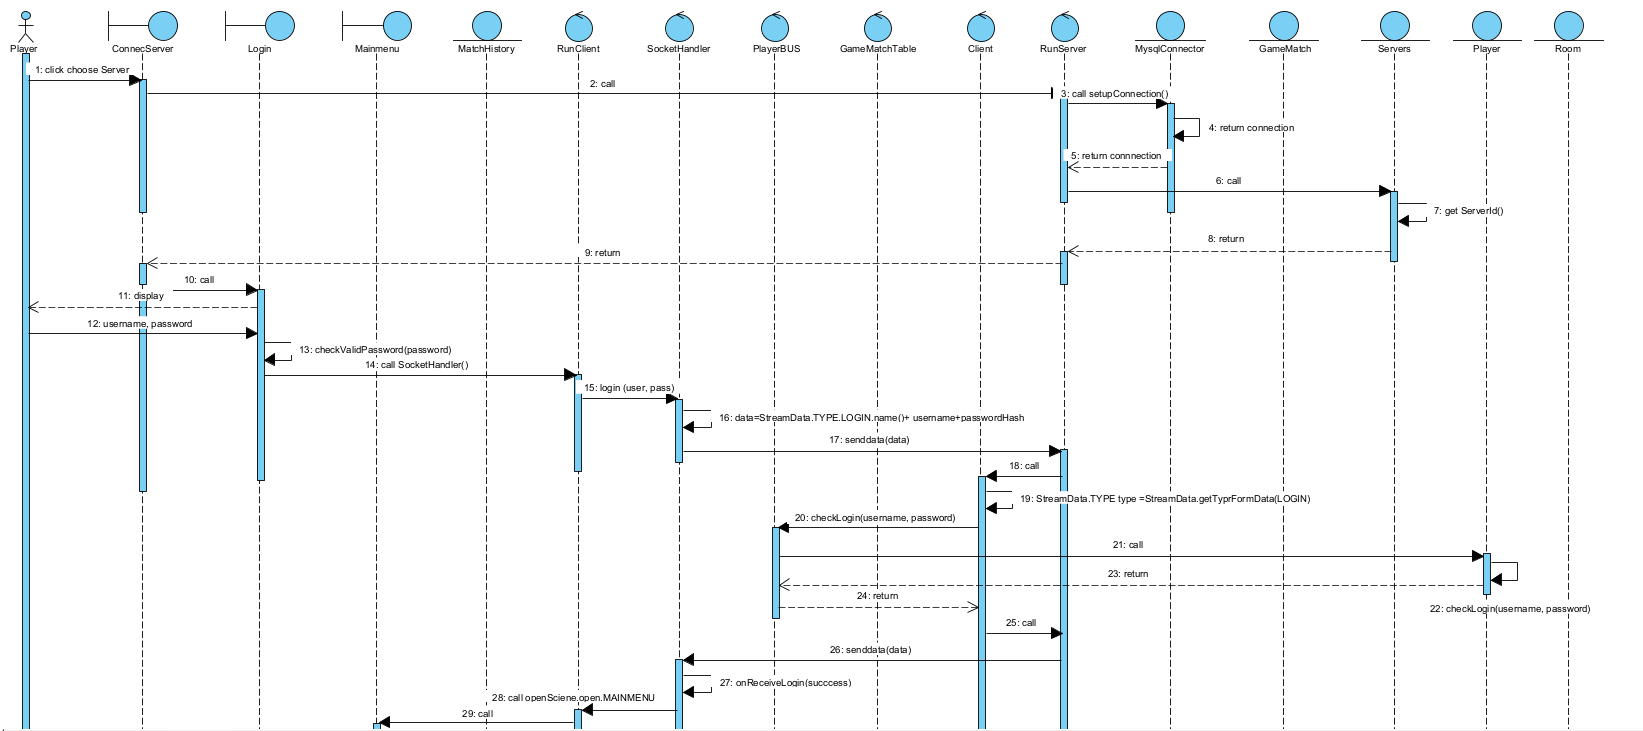 Player
ConnecServer
Login
Mainmenu
MatchHistory
RunClient
SocketHandler
PlayerBUS
GameMatchTable
Client
RunServer
MysqlConnector
GameMatch
Servers
Player
Room
1: click choose Server
2: call
3: call setupConnection()
4: return connection
5: return connnection
6: call
7: get ServerId()
8: return
9: return
10: call
11: display
12: username, password
13: checkValidPassword(password)
14: call SocketHandler()
15: login (user, pass)
16: data=StreamData.TYPE.LOGIN.name()+ username+passwordHash
17: senddata(data)
18: call
19: StreamData.TYPE type =StreamData.getTyprFormData(LOGIN)
20: checkLogin(username, password)
21: call
23: return
24: return
22: checkLogin(username, password)
25: call
26: senddata(data)
27: onReceiveLogin(succcess)
28: call openSciene.open.MAINMENU
29: call